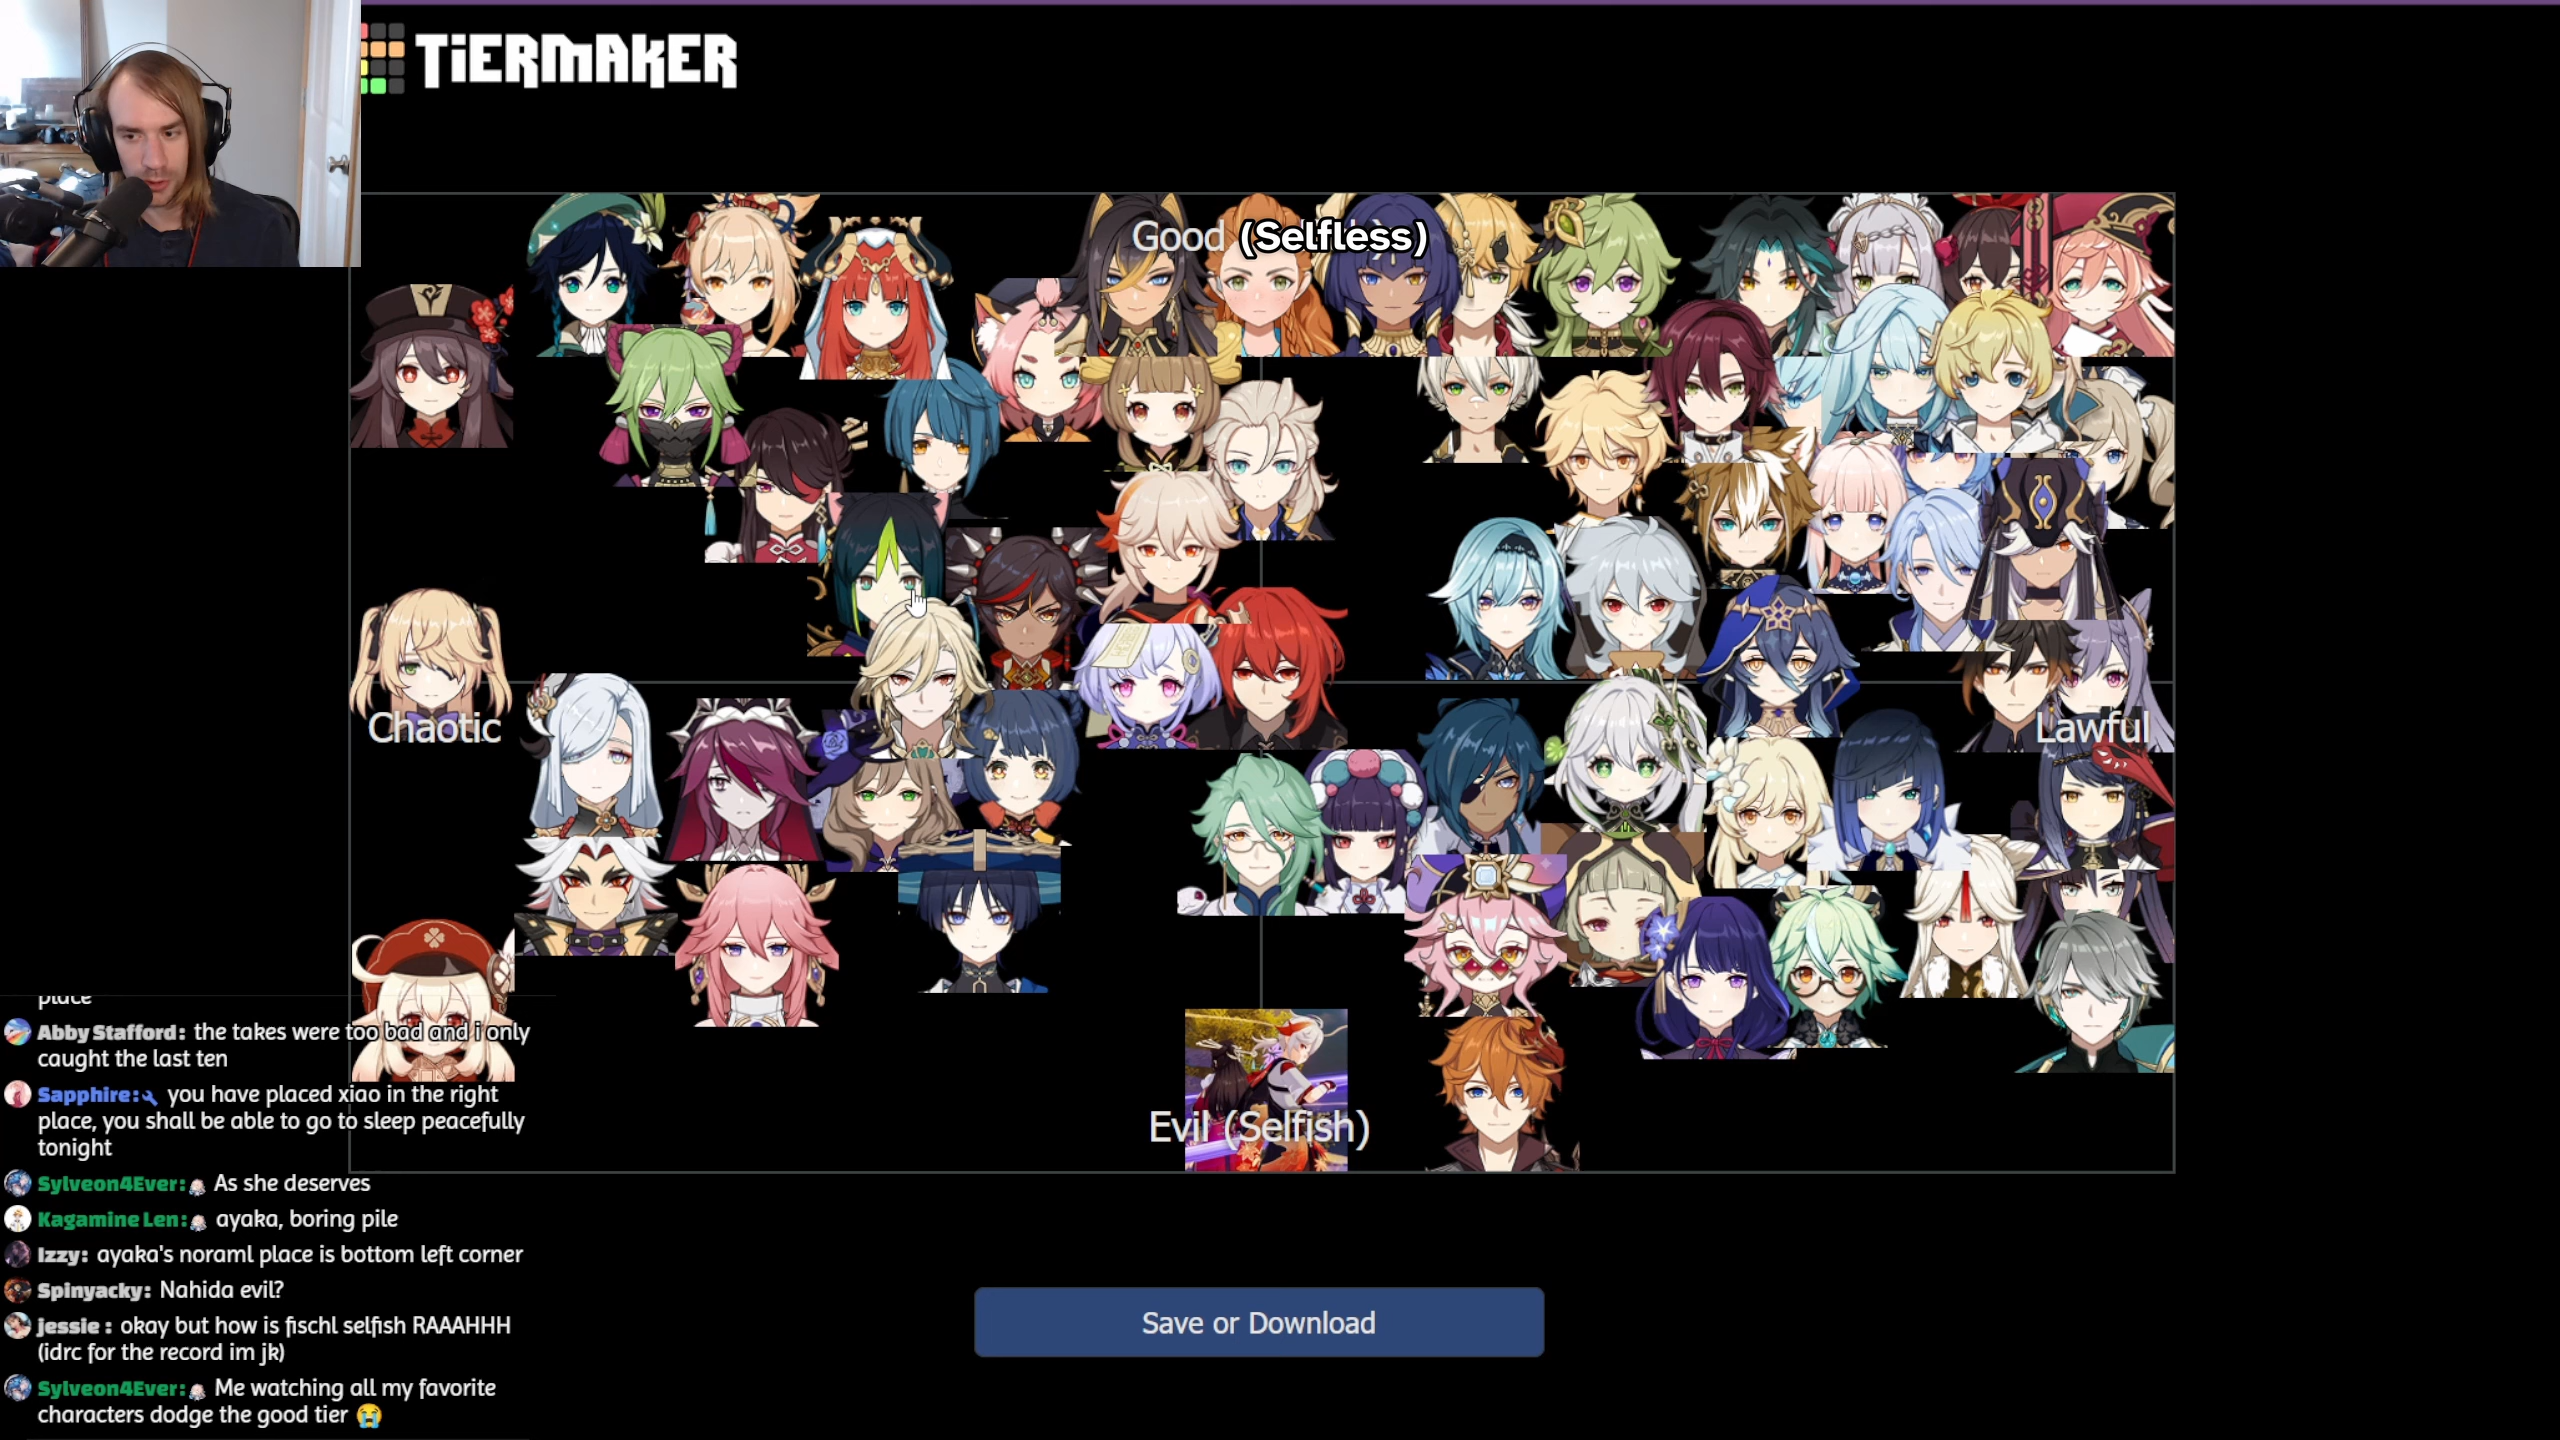 TiERMAKER
Good (Selfless)
Chaotic
Lawful
Evil (Selfish)
place
Abby Stafford: the takes were too bad and i only
caught the last ten
Sapphire: you have placed xiao in the right
place, you shall be able to go to sleep peacefully
tonight
Sylveon4Ever: As she deserves
Kagamine Len: ayaka, boring pile
Izzy: ayaka's noraml place is bottom left corner
Spinyacky: Nahida evil?
jessie : okay but how is fischl selfish RAAAHHH
(idrc for the record im jk)
Sylveon4Ever: Me watching all my favorite
characters dodge the good tier 😭
Save or Download